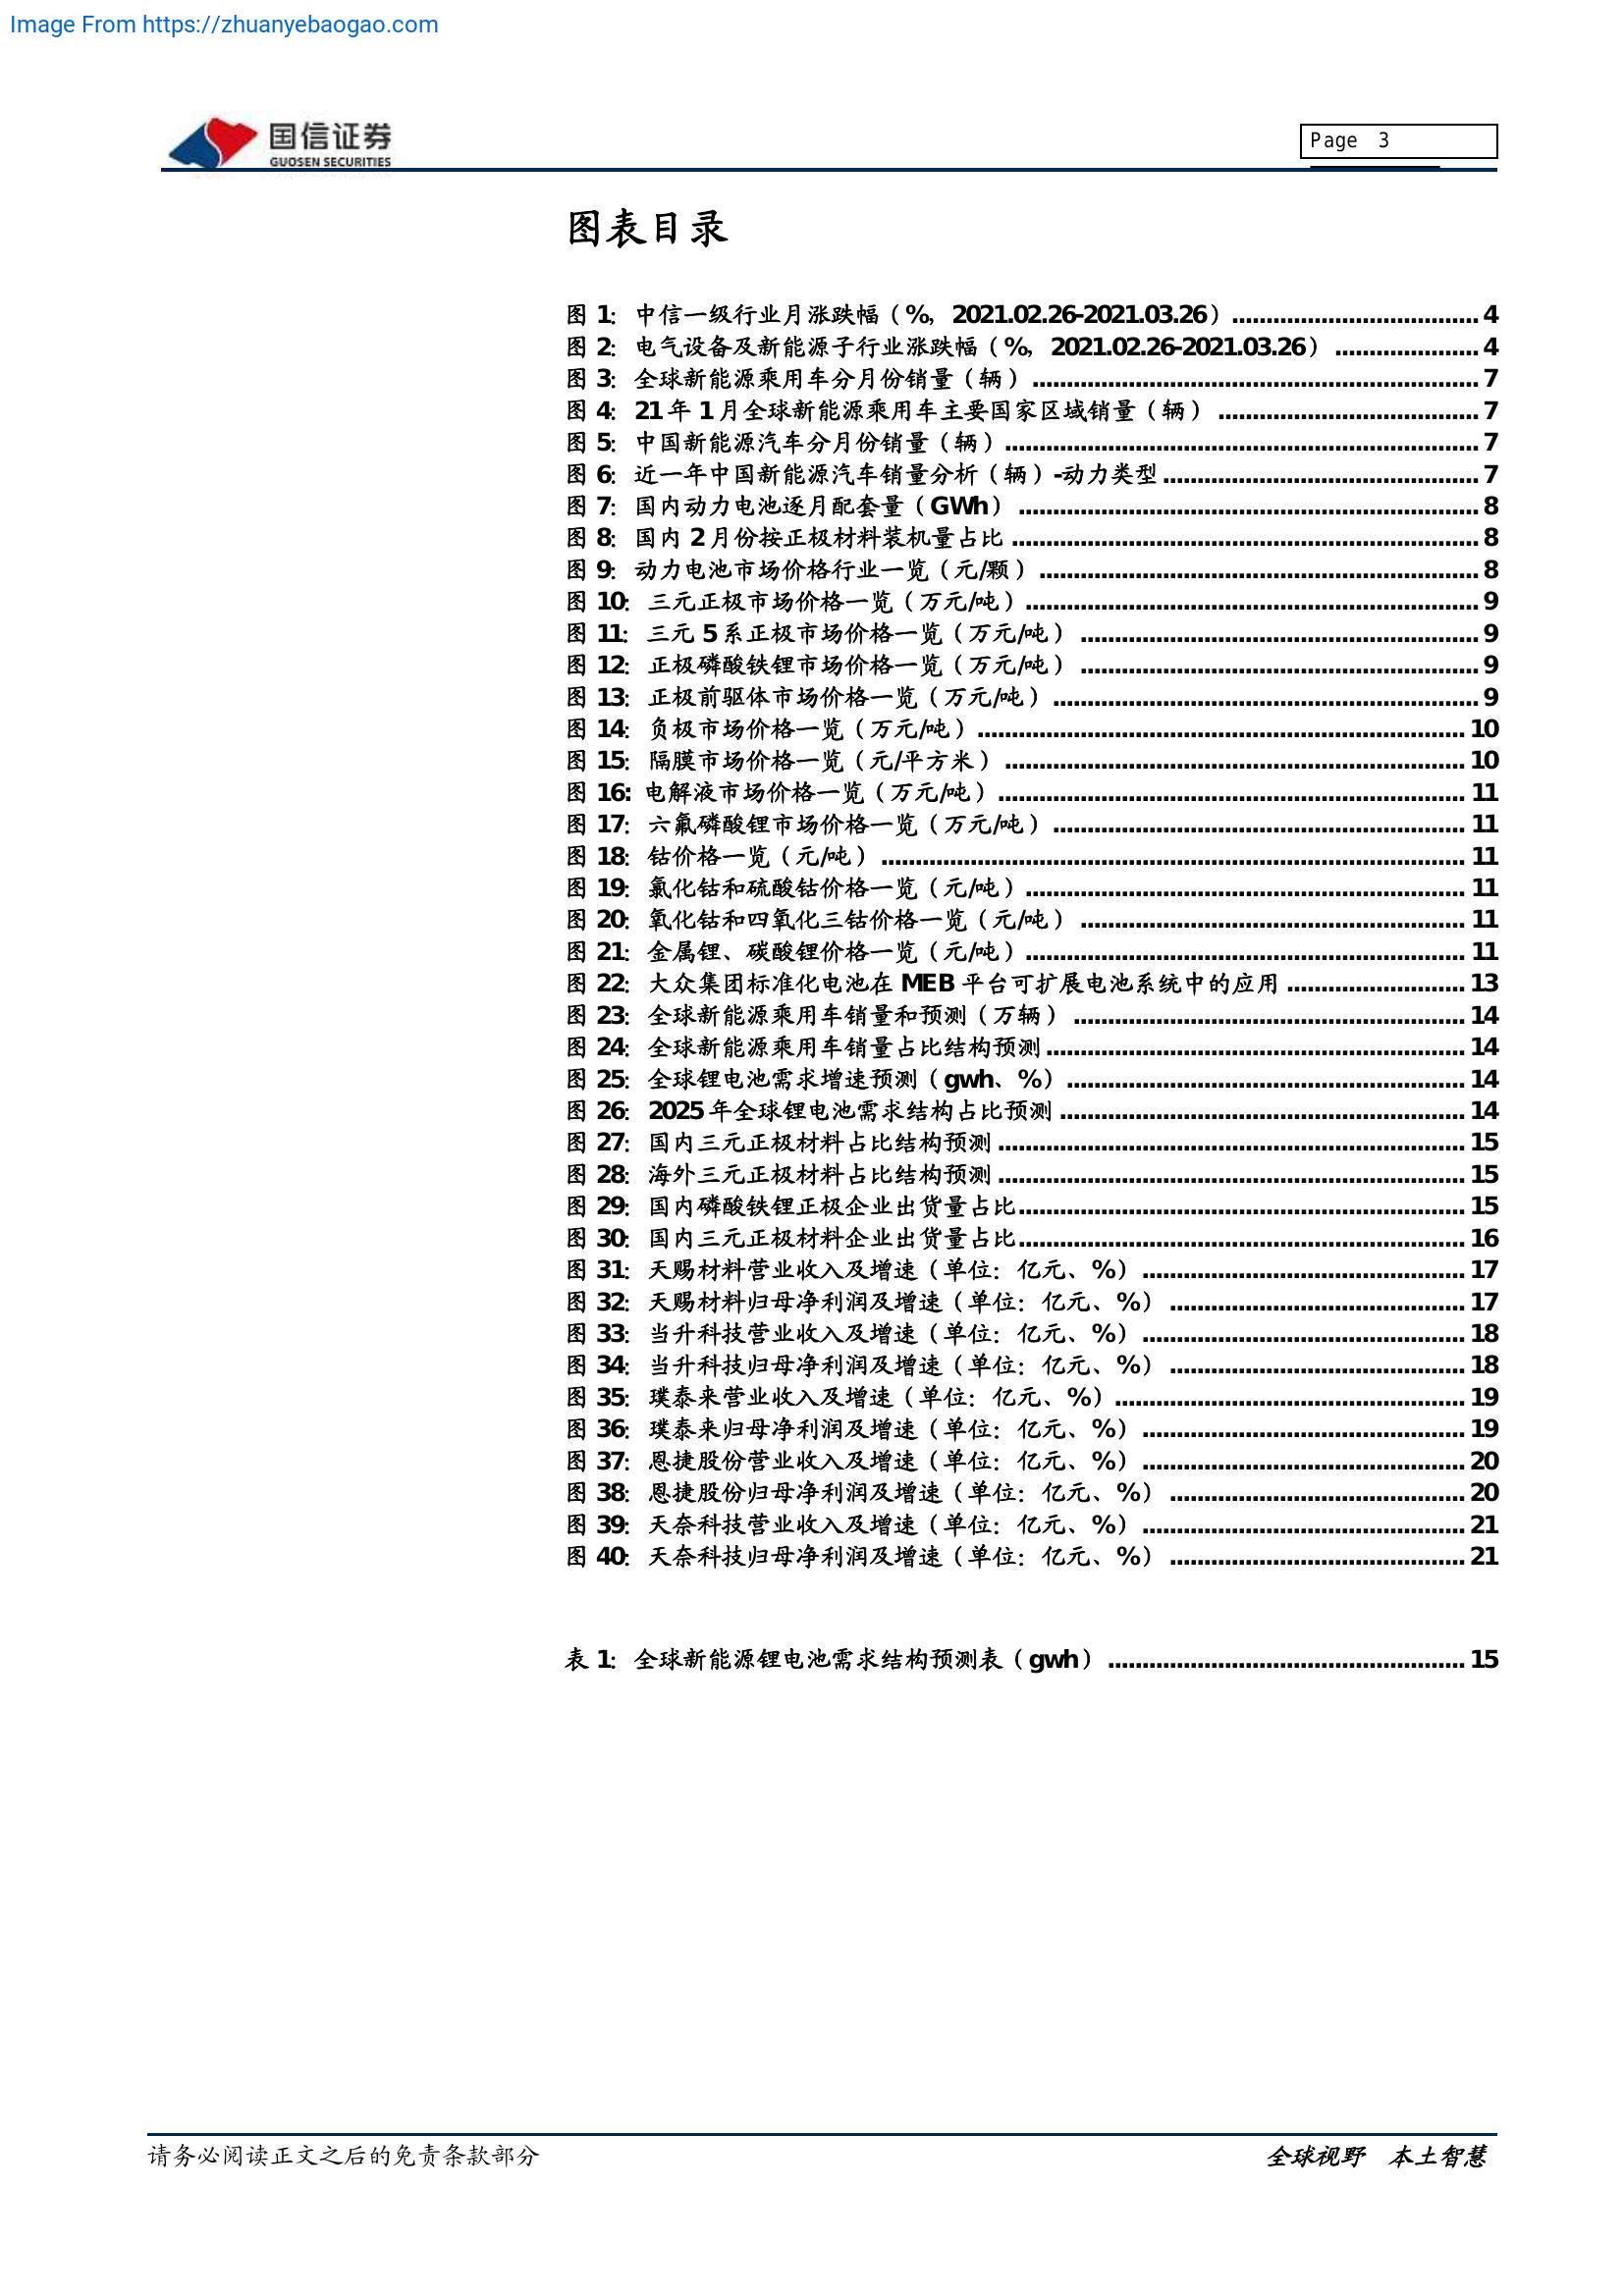 Image From https://zhuanyebaogao.com
国信证券
GUOSEN SECURITIES
Page 3
图表目录
图 1：中信一级行业月涨跌幅（%，2021.02.26-2021.03.26）.................................... 4
图 2：电气设备及新能源子行业涨跌幅（%，2021.02.26-2021.03.26）..................... 4
图 3：全球新能源乘用车分月份销量（辆）................................................................. 7
图 4：21 年 1 月全球新能源乘用车主要国家区域销量（辆）...................................... 7
图 5：中国新能源汽车分月份销量（辆）..................................................................... 7
图 6：近一年中国新能源汽车销量分析（辆）-动力类型.............................................. 7
图 7：国内动力电池逐月配套量（GWh）................................................................... 8
图 8：国内 2 月份按正极材料装机量占比.................................................................... 8
图 9：动力电池市场价格行业一览（元/颗）................................................................ 8
图 10：三元正极市场价格一览（万元/吨）.................................................................. 9
图 11：三元 5 系正极市场价格一览（万元/吨）.......................................................... 9
图 12：正极磷酸铁锂市场价格一览（万元/吨）.......................................................... 9
图 13：正极前驱体市场价格一览（万元/吨）.............................................................. 9
图 14：负极市场价格一览（万元/吨）....................................................................... 10
图 15：隔膜市场价格一览（元/平方米）................................................................... 10
图 16: 电解液市场价格一览（万元/吨）.................................................................... 11
图 17：六氟磷酸锂市场价格一览（万元/吨）............................................................ 11
图 18：钴价格一览（元/吨）..................................................................................... 11
图 19：氯化钴和硫酸钴价格一览（元/吨）................................................................ 11
图 20：氧化钴和四氧化三钴价格一览（元/吨）........................................................ 11
图 21：金属锂、碳酸锂价格一览（元/吨）................................................................ 11
图 22：大众集团标准化电池在 MEB 平台可扩展电池系统中的应用.......................... 13
图 23：全球新能源乘用车销量和预测（万辆）......................................................... 14
图 24：全球新能源乘用车销量占比结构预测............................................................. 14
图 25：全球锂电池需求增速预测（gwh、%）.......................................................... 14
图 26：2025 年全球锂电池需求结构占比预测........................................................... 14
图 27：国内三元正极材料占比结构预测.................................................................... 15
图 28：海外三元正极材料占比结构预测.................................................................... 15
图 29：国内磷酸铁锂正极企业出货量占比................................................................. 15
图 30：国内三元正极材料企业出货量占比................................................................. 16
图 31：天赐材料营业收入及增速（单位：亿元、%）............................................... 17
图 32：天赐材料归母净利润及增速（单位：亿元、%）........................................... 17
图 33：当升科技营业收入及增速（单位：亿元、%）............................................... 18
图 34：当升科技归母净利润及增速（单位：亿元、%）........................................... 18
图 35：璞泰来营业收入及增速（单位：亿元、%）................................................... 19
图 36：璞泰来归母净利润及增速（单位：亿元、%）............................................... 19
图 37：恩捷股份营业收入及增速（单位：亿元、%）............................................... 20
图 38：恩捷股份归母净利润及增速（单位：亿元、%）........................................... 20
图 39：天奈科技营业收入及增速（单位：亿元、%）............................................... 21
图 40：天奈科技归母净利润及增速（单位：亿元、%）........................................... 21
表 1：全球新能源锂电池需求结构预测表（gwh）.................................................... 15
请务必阅读正文之后的免责条款部分
全球视野 本土智慧